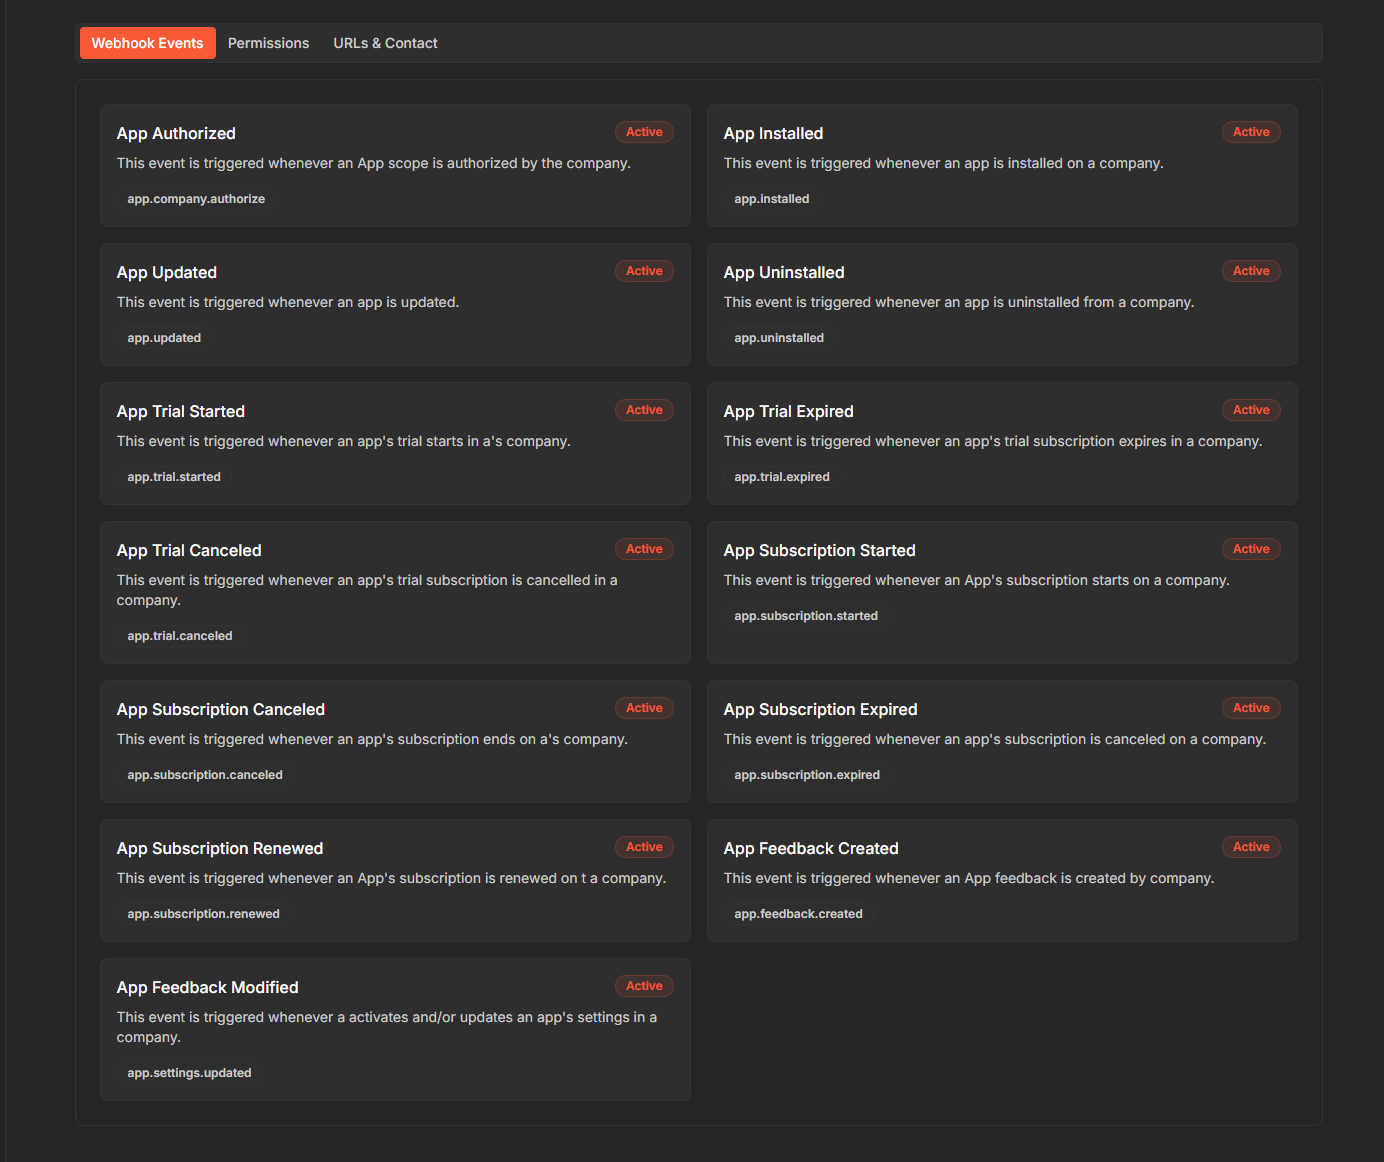 Webhook Events
Permissions
URLs & Contact
App Authorized
Active
This event is triggered whenever an App scope is authorized by the company.
app.company.authorize
App Installed
Active
This event is triggered whenever an app is installed on a company.
app.installed
App Updated
Active
This event is triggered whenever an app is updated.
app.updated
App Uninstalled
Active
This event is triggered whenever an app is uninstalled from a company.
app.uninstalled
App Trial Started
Active
This event is triggered whenever an app's trial starts in a's company.
app.trial.started
App Trial Expired
Active
This event is triggered whenever an app's trial subscription expires in a company.
app.trial.expired
App Trial Canceled
Active
This event is triggered whenever an app's trial subscription is cancelled in a
company.
app.trial.canceled
App Subscription Started
Active
This event is triggered whenever an App's subscription starts on a company.
app.subscription.started
App Subscription Canceled
Active
This event is triggered whenever an app's subscription ends on a's company.
app.subscription.canceled
App Subscription Expired
Active
This event is triggered whenever an app's subscription is canceled on a company.
app.subscription.expired
App Subscription Renewed
Active
This event is triggered whenever an App's subscription is renewed on t a company.
app.subscription.renewed
App Feedback Created
Active
This event is triggered whenever an App feedback is created by company.
app.feedback.created
App Feedback Modified
Active
This event is triggered whenever a activates and/or updates an app's settings in a
company.
app.settings.updated